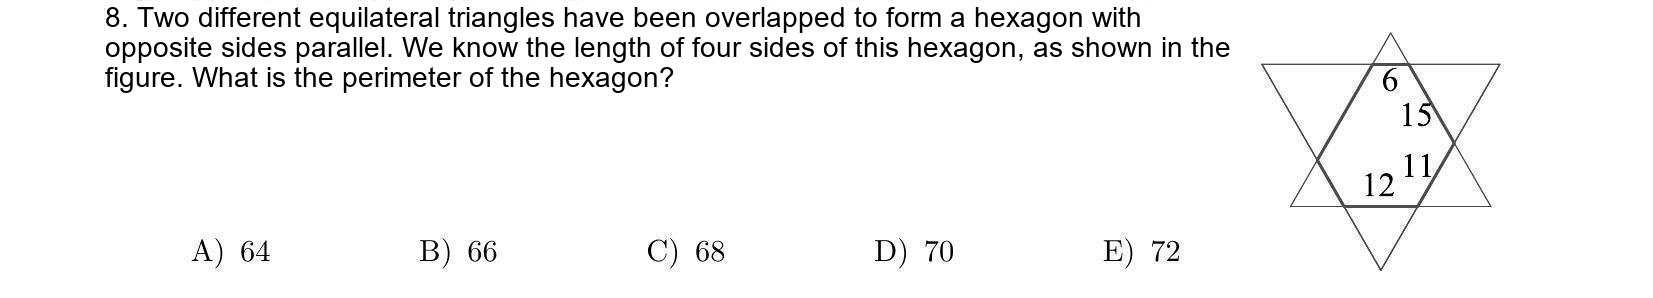 8. Two different equilateral triangles have been overlapped to form a hexagon with
opposite sides parallel. We know the length of four sides of this hexagon, as shown in the
figure. What is the perimeter of the hexagon?
6
15
11
12
A) 64 B) 66 C) 68 D) 70 E) 72